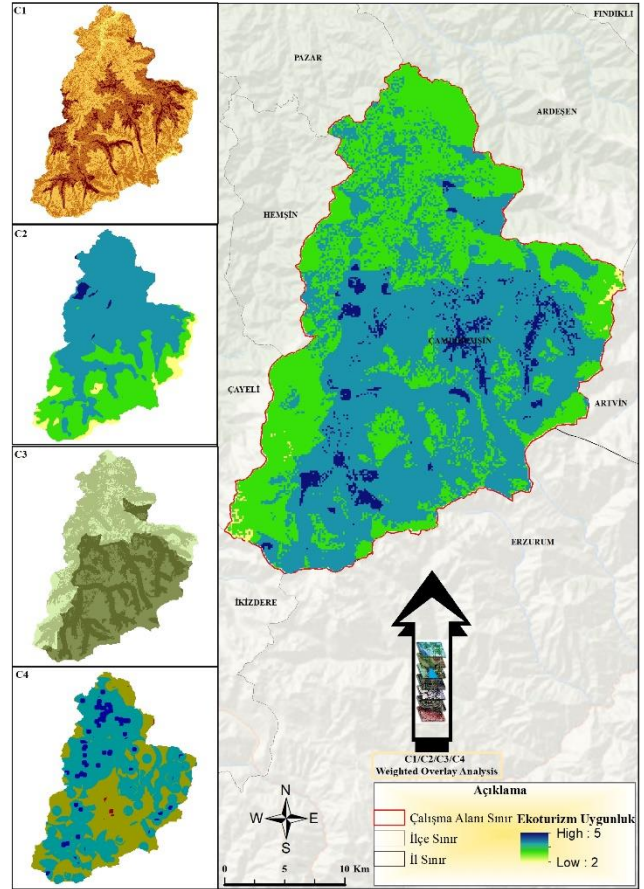 C1
C2
C3
C4
FINDIKLI
PAZAR
ARDEŞEN
HEMŞİN
ÇAMLIHEMŞİN
ÇAYELİ
ARTVİN
ERZURUM
İKİZDERE
C1/C2/C3/C4
Weighted Overlay Analysis
N
W E
S
0 5 10 Km
Açıklama
Çalışma Alanı Sınır
İlçe Sınır
İl Sınır
Ekoturizm Uygunluk
High : 5
Low : 2